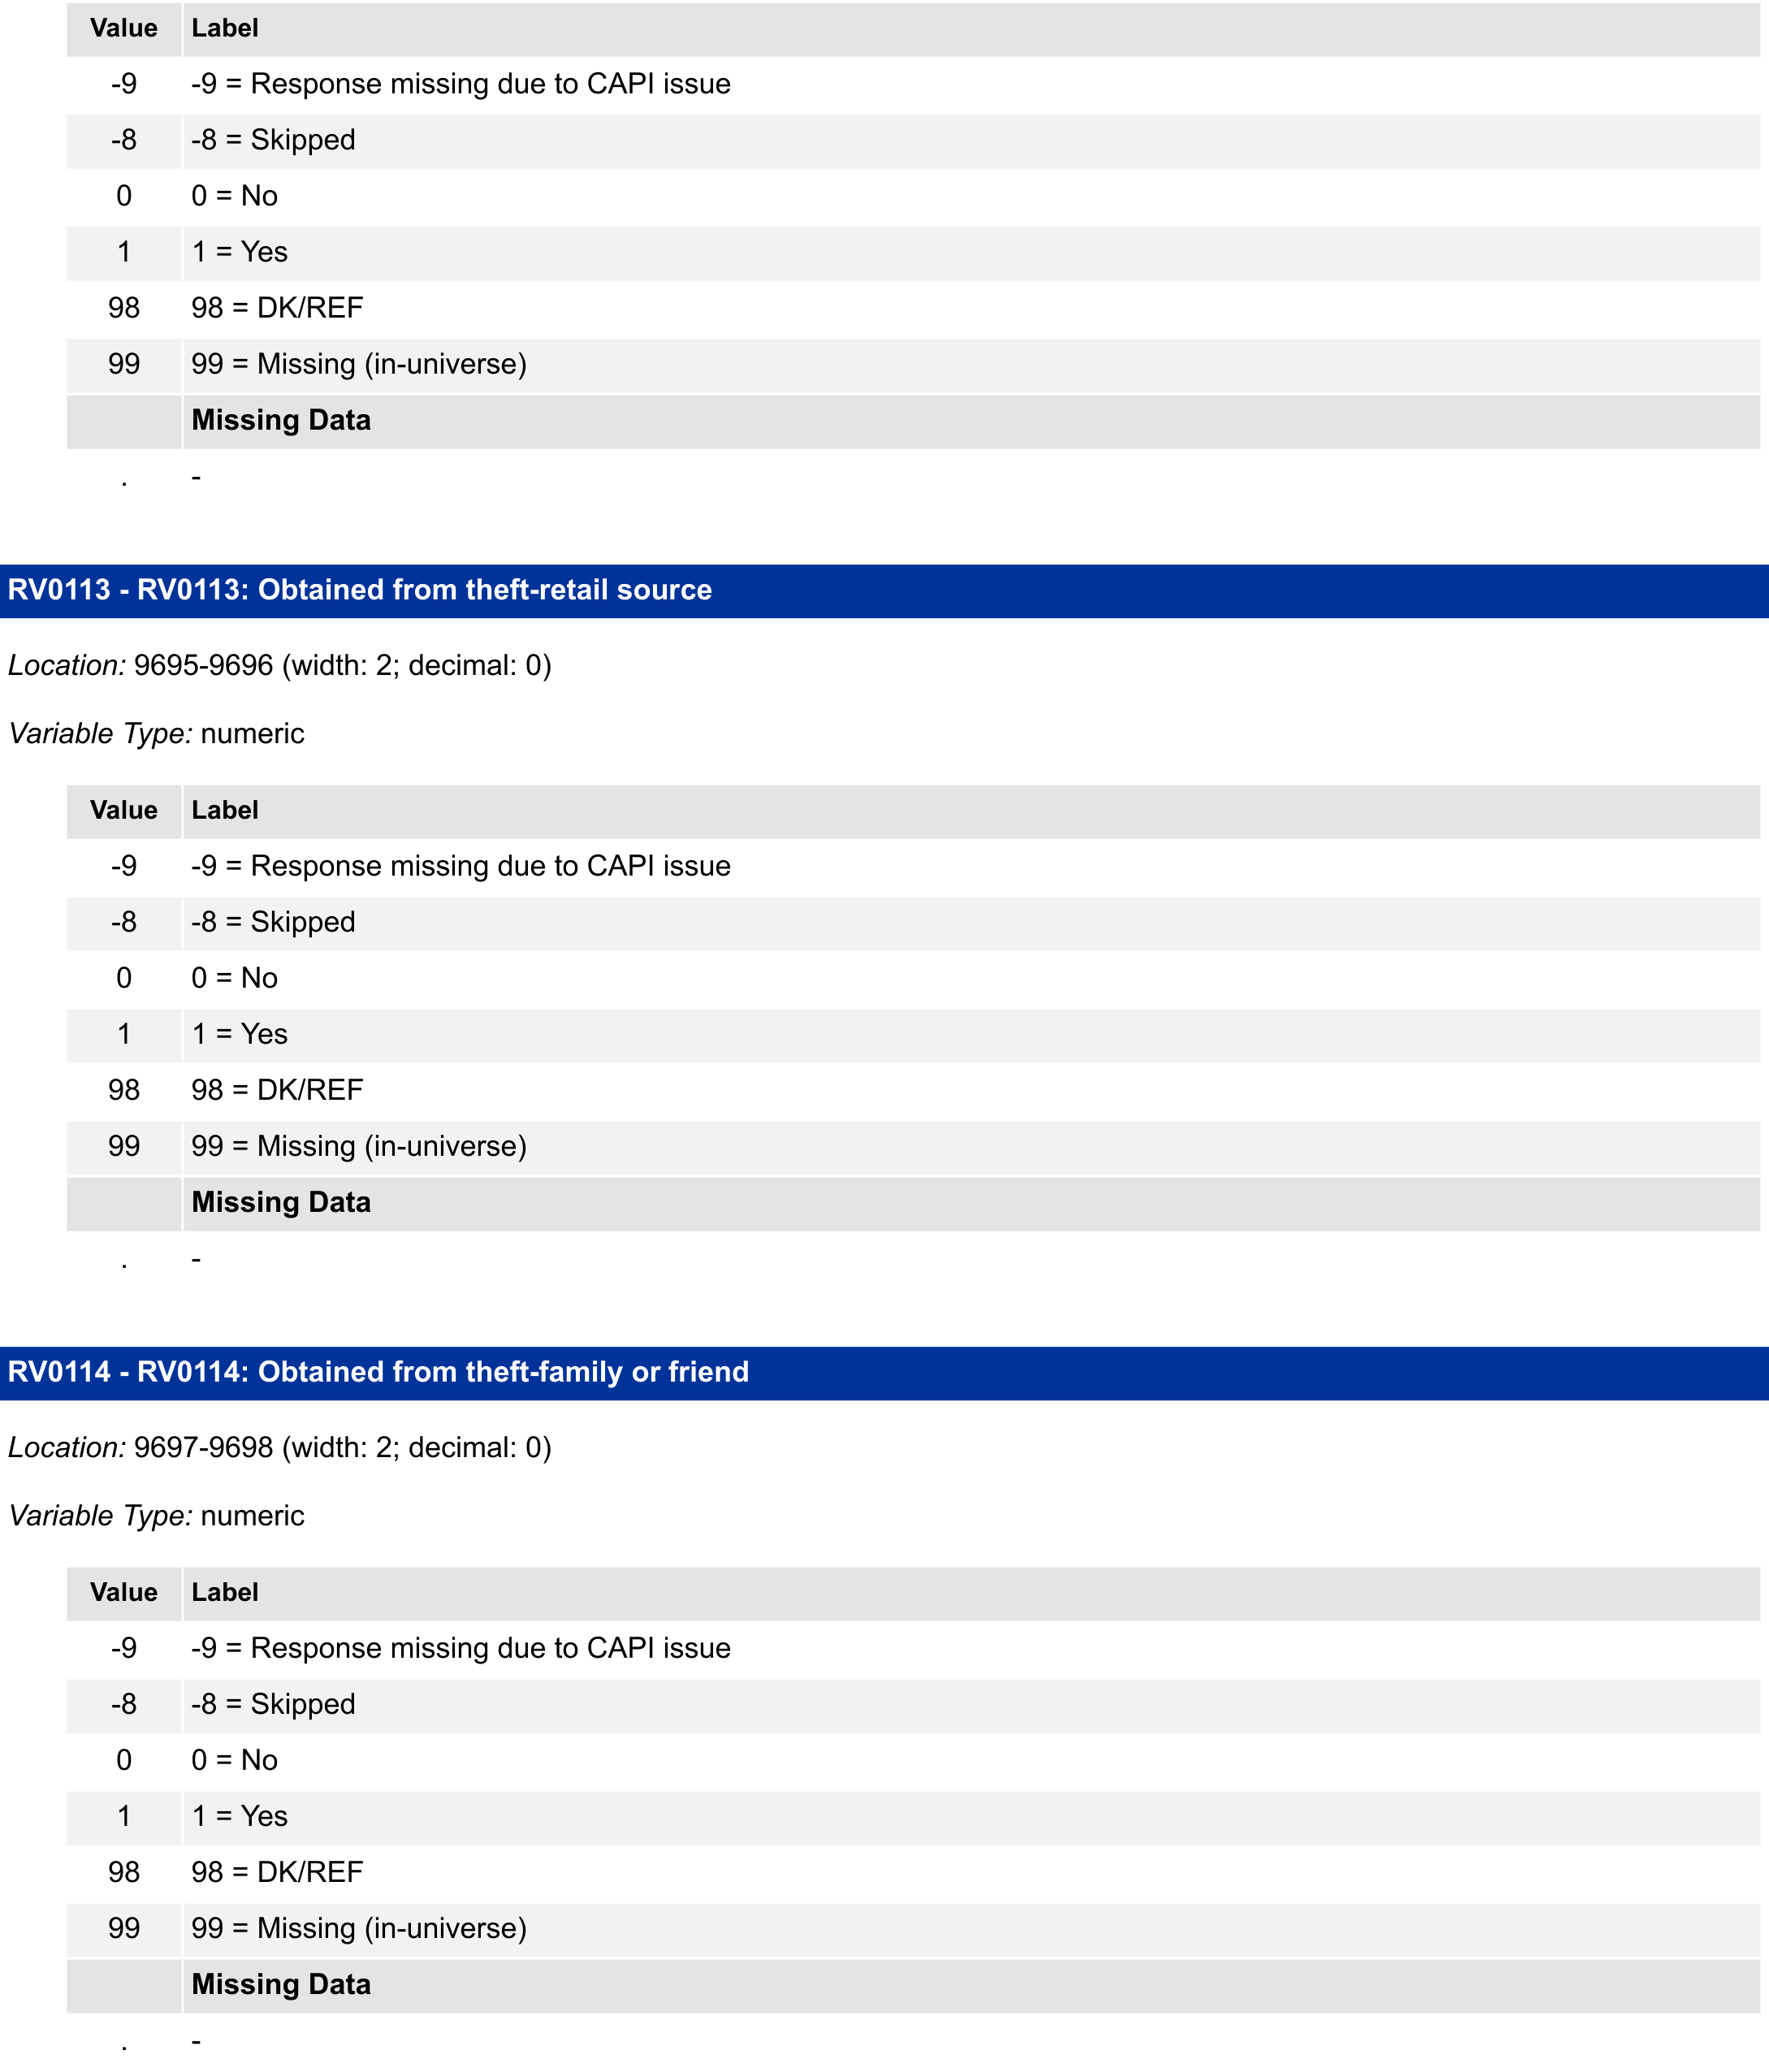 Value Label
-9 -9 = Response missing due to CAPI issue
-8 -8 = Skipped
0 0 = No
1 1 = Yes
98 98 = DK/REF
99 99 = Missing (in-universe)
Missing Data
. -
RV0113 - RV0113: Obtained from theft-retail source
Location: 9695-9696 (width: 2; decimal: 0)
Variable Type: numeric
Value Label
-9 -9 = Response missing due to CAPI issue
-8 -8 = Skipped
0 0 = No
1 1 = Yes
98 98 = DK/REF
99 99 = Missing (in-universe)
Missing Data
. -
RV0114 - RV0114: Obtained from theft-family or friend
Location: 9697-9698 (width: 2; decimal: 0)
Variable Type: numeric
Value Label
-9 -9 = Response missing due to CAPI issue
-8 -8 = Skipped
0 0 = No
1 1 = Yes
98 98 = DK/REF
99 99 = Missing (in-universe)
Missing Data
. -